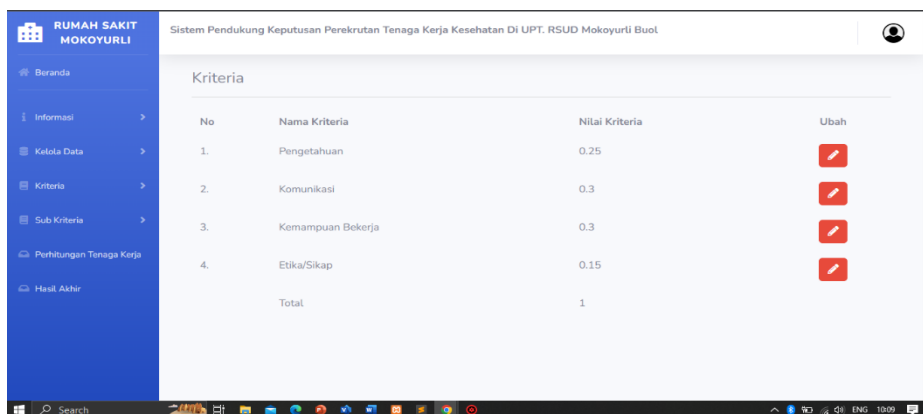 RUMAH SAKIT
MOKOYURLI
Sistem Pendukung Keputusan Perekrutan Tenaga Kerja Kesehatan Di UPT. RSUD Mokoyurli Buol
Beranda
Informasi
Kelola Data
Kriteria
Sub Kriteria
Perhitungan Tenaga Kerja
Hasil Akhir
Kriteria
No Nama Kriteria Nilai Kriteria Ubah
1. Pengetahuan 0.25
2. Komunikasi 0.3
3. Kemampuan Bekerja 0.3
4. Etika/Sikap 0.15
Total 1
Search
ENG 10:09